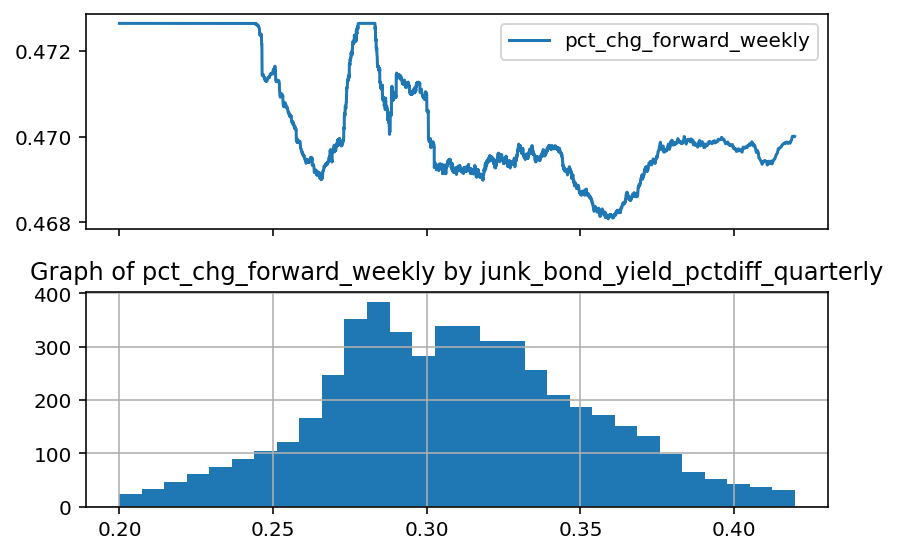 0.472
0.470
0.468
pct_chg_forward_weekly
Graph of pct_chg_forward_weekly by junk_bond_yield_pctdiff_quarterly
400
300
200
100
0
0.20 0.25 0.30 0.35 0.40